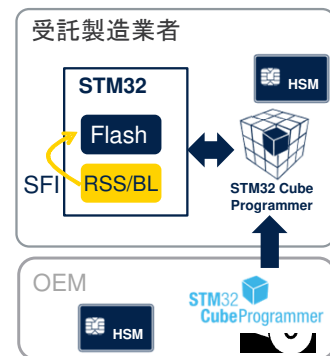 受託製造業者
STM32
HSM
Flash
SFI
RSS/BL
STM32 Cube
Programmer
OEM
STM32
CubeProgrammer
HSM